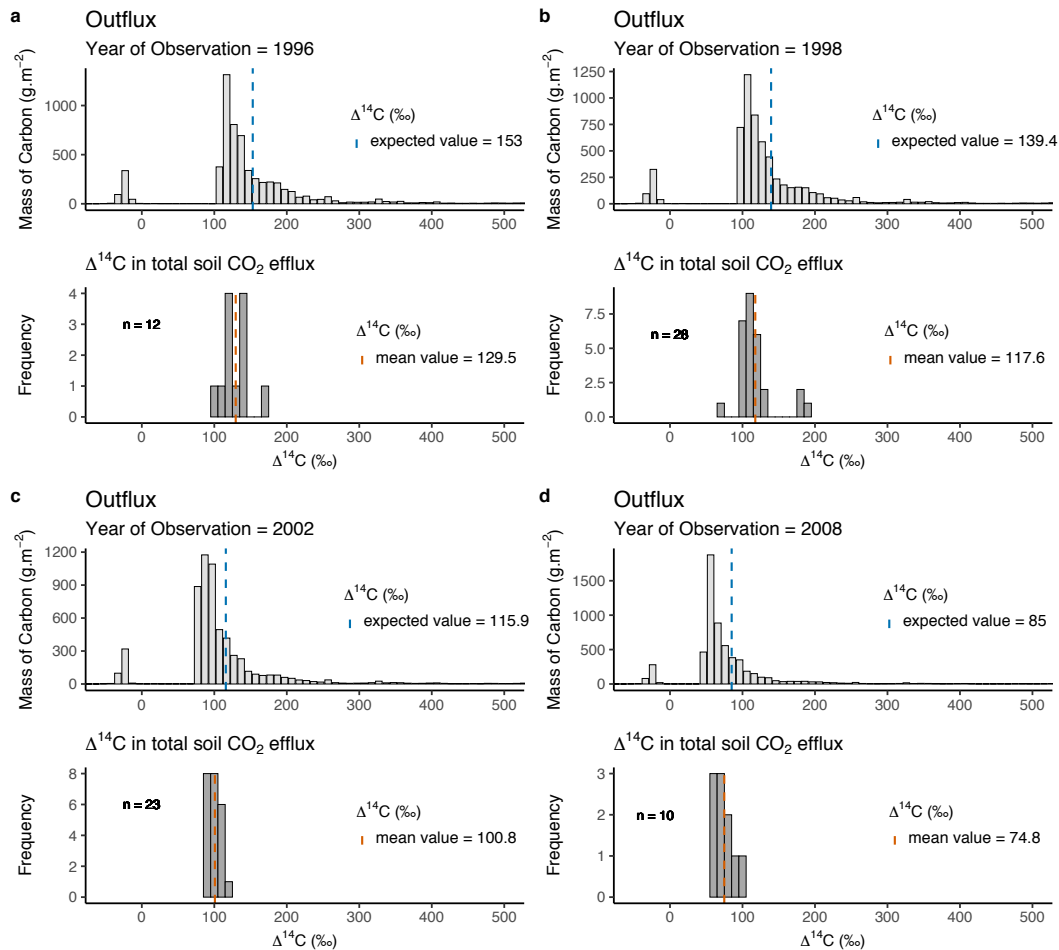 a
Outflux
Year of Observation = 1996
Mass of Carbon (g.m⁻²)
1000
500
0
0 100 200 300 400 500
Δ¹⁴C (‰)
expected value = 153
Δ¹⁴C in total soil CO₂ efflux
Frequency
4
3
2
1
0
n = 12
Δ¹⁴C (‰)
mean value = 129.5
0 100 200 300 400 500
Δ¹⁴C (‰)
b
Outflux
Year of Observation = 1998
Mass of Carbon (g.m⁻²)
1250
1000
750
500
250
0
0 100 200 300 400 500
Δ¹⁴C (‰)
expected value = 139.4
Δ¹⁴C in total soil CO₂ efflux
Frequency
7.5
5.0
2.5
0.0
n =
Δ¹⁴C (‰)
mean value = 117.6
0 100 200 300 400 500
Δ¹⁴C (‰)
c
Outflux
Year of Observation = 2002
Mass of Carbon (g.m⁻²)
1200
900
600
300
0
0 100 200 300 400 500
Δ¹⁴C (‰)
expected value = 115.9
Δ¹⁴C in total soil CO₂ efflux
Frequency
8
6
4
2
0
n = 23
Δ¹⁴C (‰)
mean value = 100.8
0 100 200 300 400 500
Δ¹⁴C (‰)
d
Outflux
Year of Observation = 2008
Mass of Carbon (g.m⁻²)
1500
1000
500
0
0 100 200 300 400 500
Δ¹⁴C (‰)
expected value = 85
Δ¹⁴C in total soil CO₂ efflux
Frequency
3
2
1
0
n = 10
Δ¹⁴C (‰)
mean value = 74.8
0 100 200 300 400 500
Δ¹⁴C (‰)